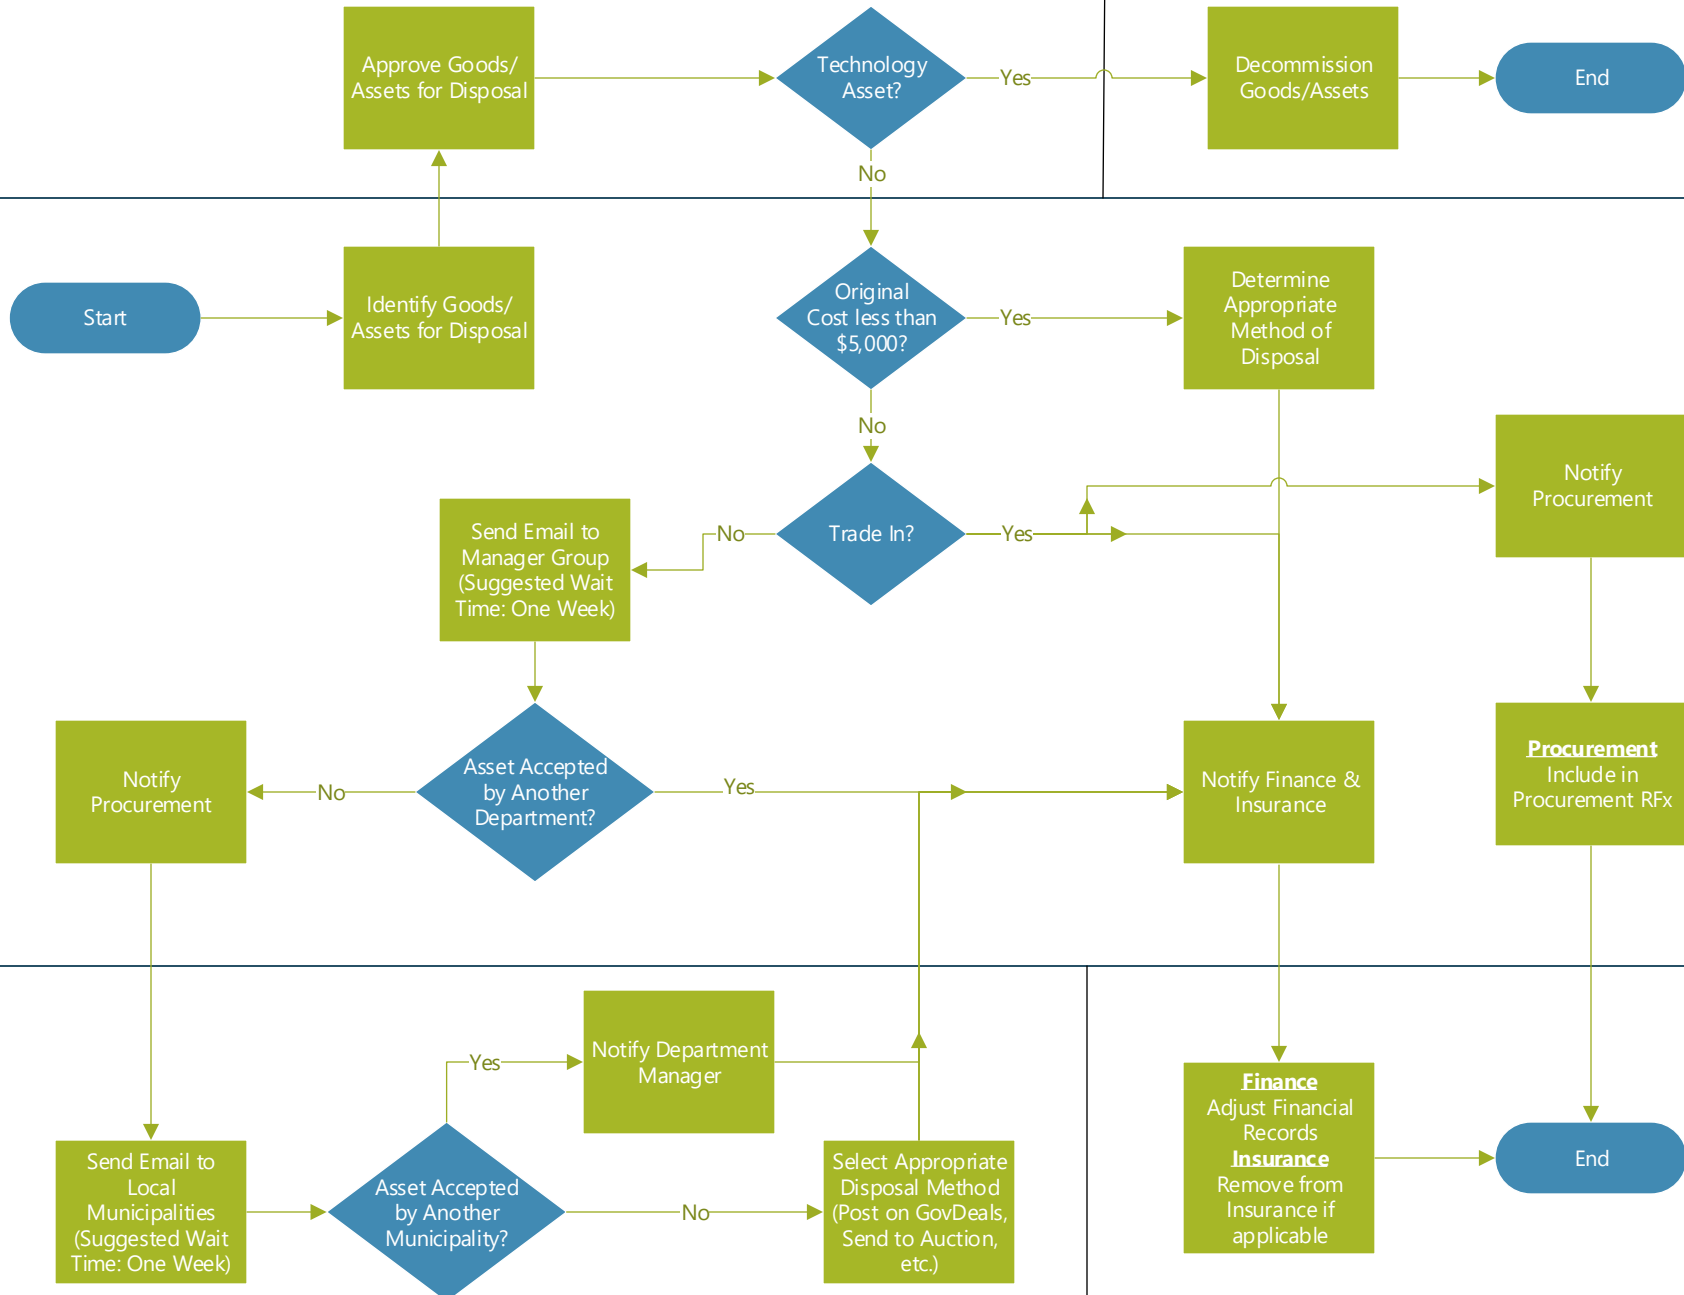 Approve Goods/
Assets for Disposal
Technology
Asset?
Yes
Decommission
Goods/Assets
End
No
Start
Identify Goods/
Assets for Disposal
Original
Cost less than
$5,000?
Yes
Determine
Appropriate
Method of
Disposal
No
Notify
Procurement
Send Email to
Manager Group
(Suggested Wait
Time: One Week)
No
Trade In?
Yes
Notify
Procurement
No
Asset Accepted
by Another
Department?
Yes
Notify Finance &
Insurance
Procurement
Include in
Procurement RFx
Yes
Notify Department
Manager
Send Email to
Local
Municipalities
(Suggested Wait
Time: One Week)
Asset Accepted
by Another
Municipality?
No
Select Appropriate
Disposal Method
(Post on GovDeals,
Send to Auction,
etc.)
Finance
Adjust Financial
Records
Insurance
Remove from
Insurance if
applicable
End